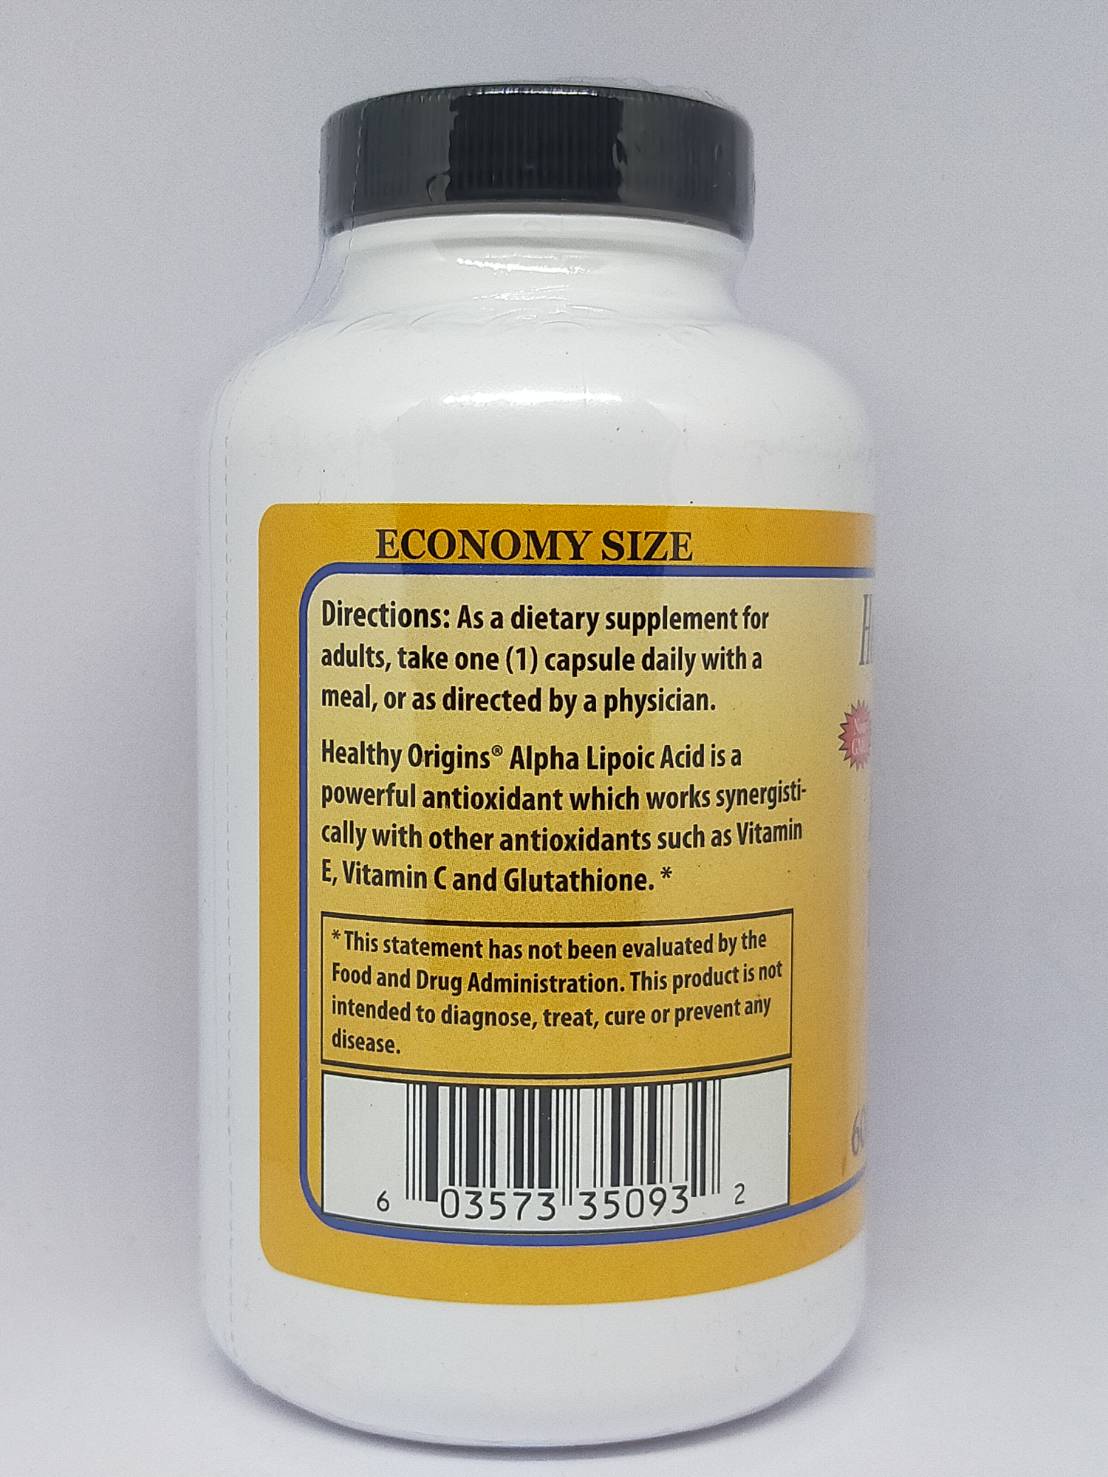 ECONOMY SIZE
Directions: As a dietary supplement for
adults, take one (1) capsule daily with a
meal, or as directed by a physician.
Healthy Origins® Alpha Lipoic Acid is a
powerful antioxidant which works synergisti-
cally with other antioxidants such as Vitamin
E, Vitamin C and Glutathione. *
* This statement has not been evaluated by the
Food and Drug Administration. This product is not
intended to diagnose, treat, cure or prevent any
disease.
6 03573 35093 2